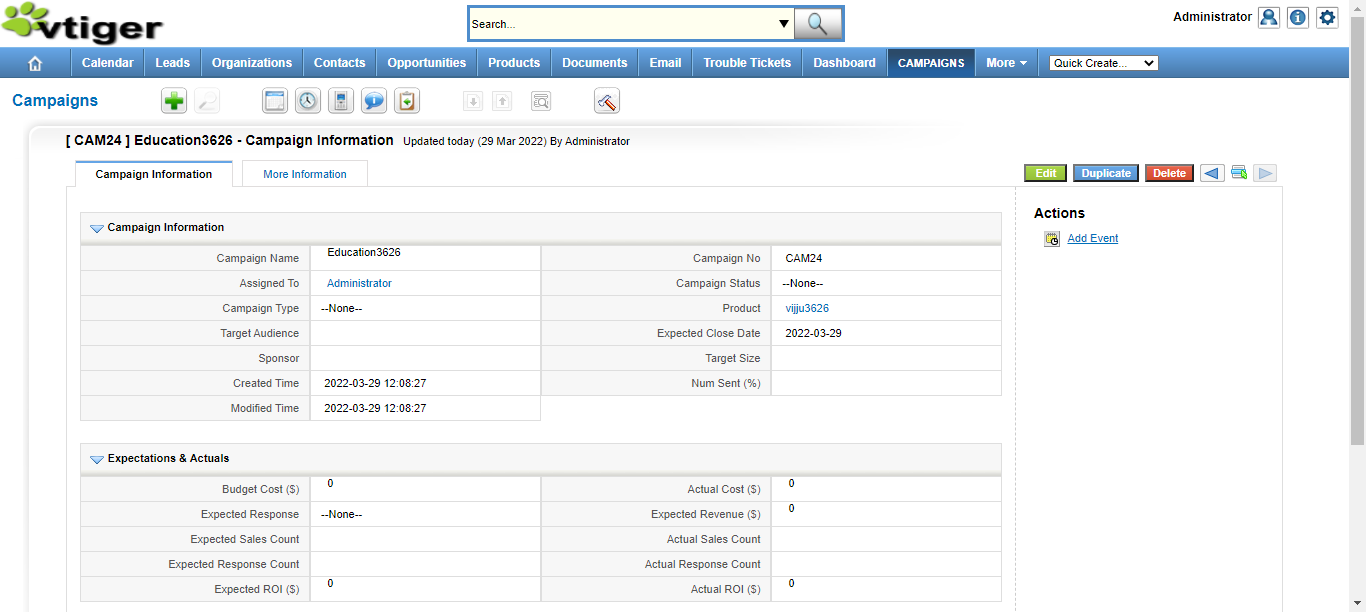 vtiger
Search...
Administrator
Calendar Leads Organizations Contacts Opportunities Products Documents Email Trouble Tickets Dashboard CAMPAIGNS More Quick Create...
Campaigns
[ CAM24 ] Education3626 - Campaign Information Updated today (29 Mar 2022) By Administrator
Campaign Information More Information Edit Duplicate Delete
Actions
Add Event
Campaign Information
Campaign Name Education3626 Campaign No CAM24
Assigned To Administrator Campaign Status --None--
Campaign Type --None-- Product vijju3626
Target Audience Expected Close Date 2022-03-29
Sponsor Target Size
Created Time 2022-03-29 12:08:27 Num Sent (%)
Modified Time 2022-03-29 12:08:27
Expectations & Actuals
Budget Cost ($) 0 Actual Cost ($) 0
Expected Response --None-- Expected Revenue ($) 0
Expected Sales Count Actual Sales Count
Expected Response Count Actual Response Count
Expected ROI ($) 0 Actual ROI ($) 0